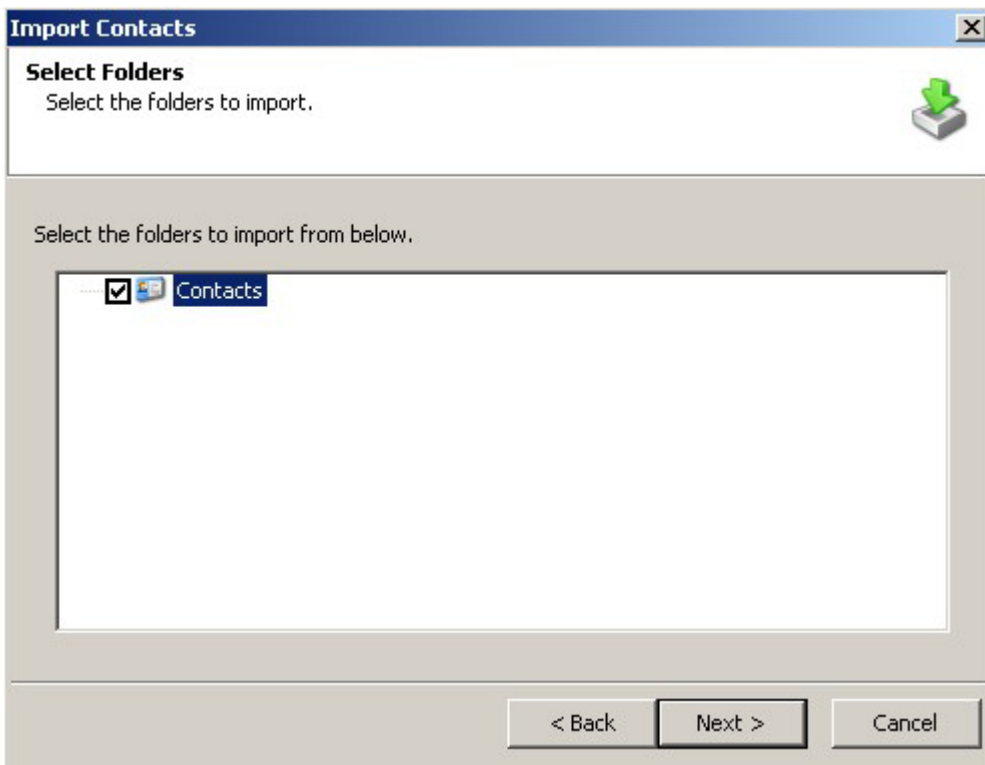 Import Contacts
Select Folders
Select the folders to import.
Select the folders to import from below.
Contacts
< Back
Next >
Cancel